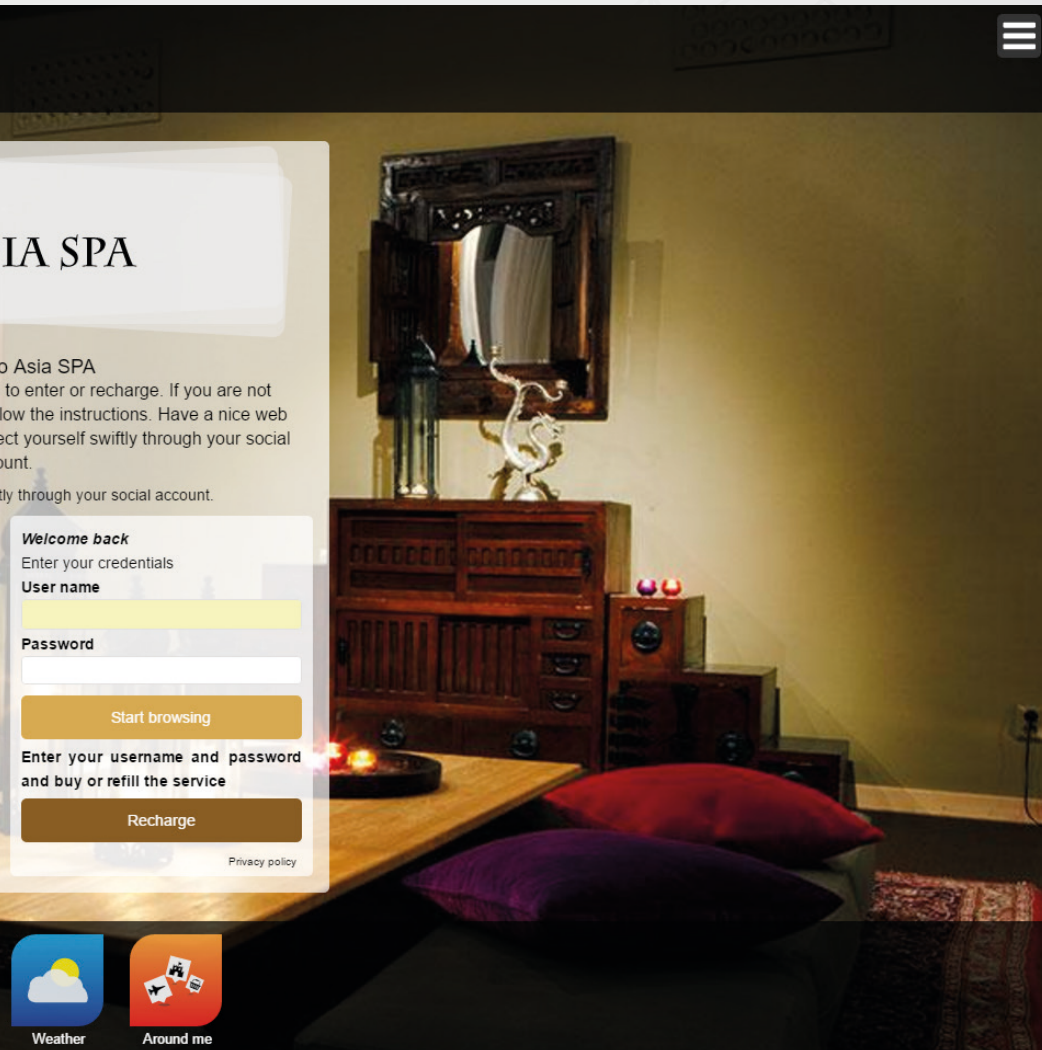 IA SPA
o Asia SPA
to enter or recharge. If you are not
low the instructions. Have a nice web
ect yourself swiftly through your social
ount.
tly through your social account.
Welcome back
Enter your credentials
User name
Password
Start browsing
Enter your username and password
and buy or refill the service
Recharge
Privacy policy
Weather
Around me